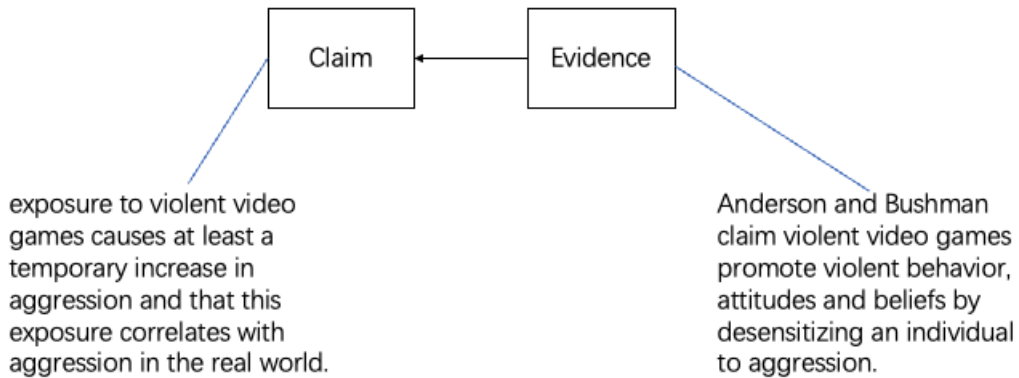 Claim
Evidence
exposure to violent video
games causes at least a
temporary increase in
aggression and that this
exposure correlates with
aggression in the real world.
Anderson and Bushman
claim violent video games
promote violent behavior,
attitudes and beliefs by
desensitizing an individual
to aggression.